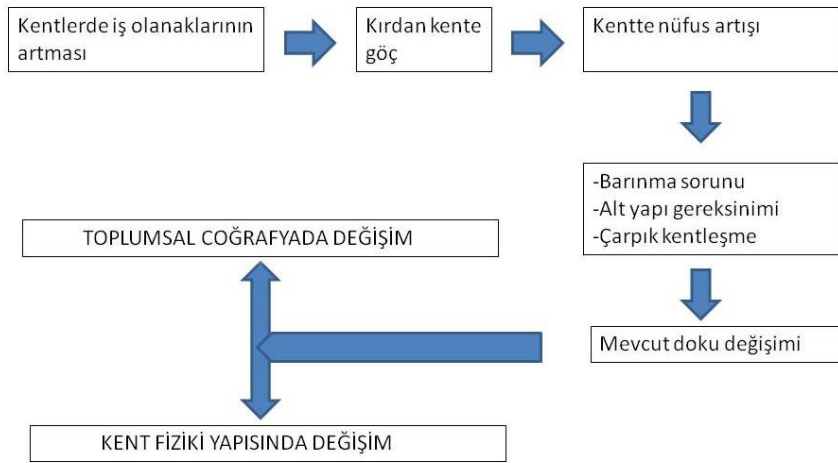 Kentlerde iş olanaklarının
artması
Kırdan kente
göç
Kentte nüfus artışı
-Barınma sorunu
-Alt yapı gereksinimi
-Çarpık kentleşme
Mevcut doku değişimi
TOPLUMSAL COĞRAFYADA DEĞİŞİM
KENT FİZİKİ YAPISINDA DEĞİŞİM